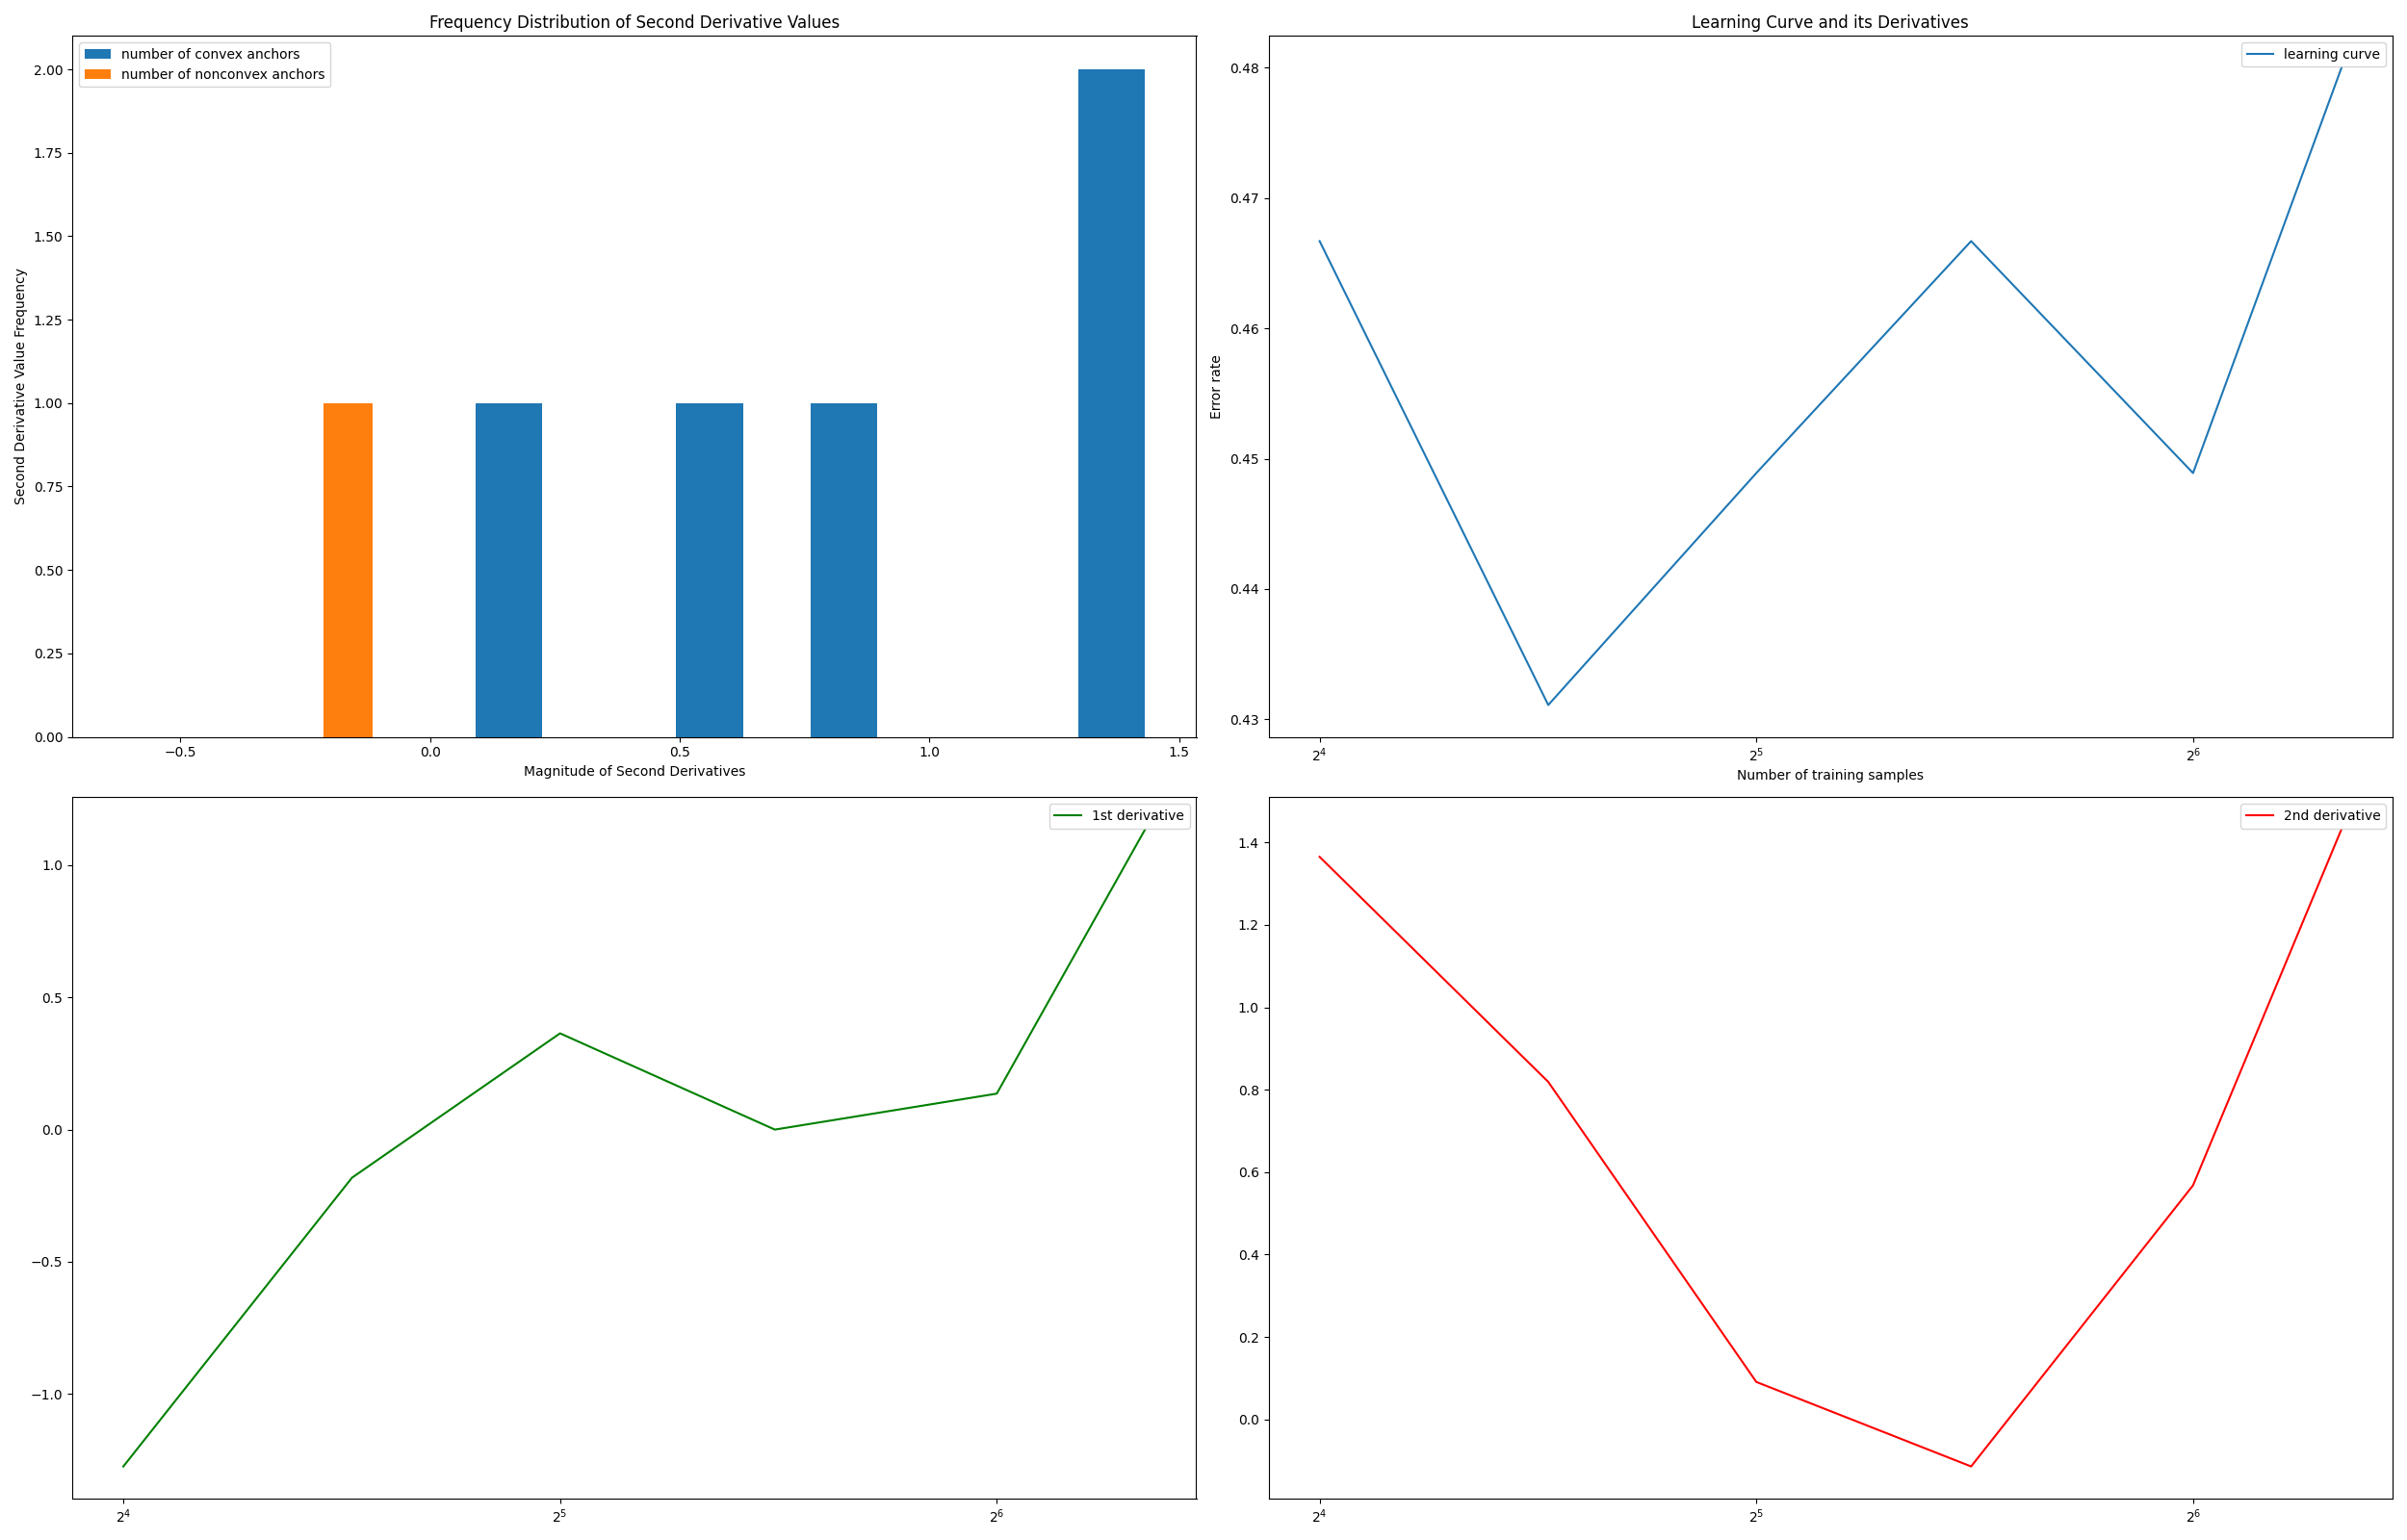 Frequency Distribution of Second Derivative Values
number of convex anchors
number of nonconvex anchors
Second Derivative Value Frequency
2.00
1.75
1.50
1.25
1.00
0.75
0.50
0.25
0.00
−0.5 0.0 0.5 1.0 1.5
Magnitude of Second Derivatives
Learning Curve and its Derivatives
learning curve
Error rate
0.48
0.47
0.46
0.45
0.44
0.43
2⁴ 2⁵ 2⁶
Number of training samples
1st derivative
1.0
0.5
0.0
−0.5
−1.0
2⁴ 2⁵ 2⁶
2nd derivative
1.4
1.2
1.0
0.8
0.6
0.4
0.2
0.0
2⁴ 2⁵ 2⁶